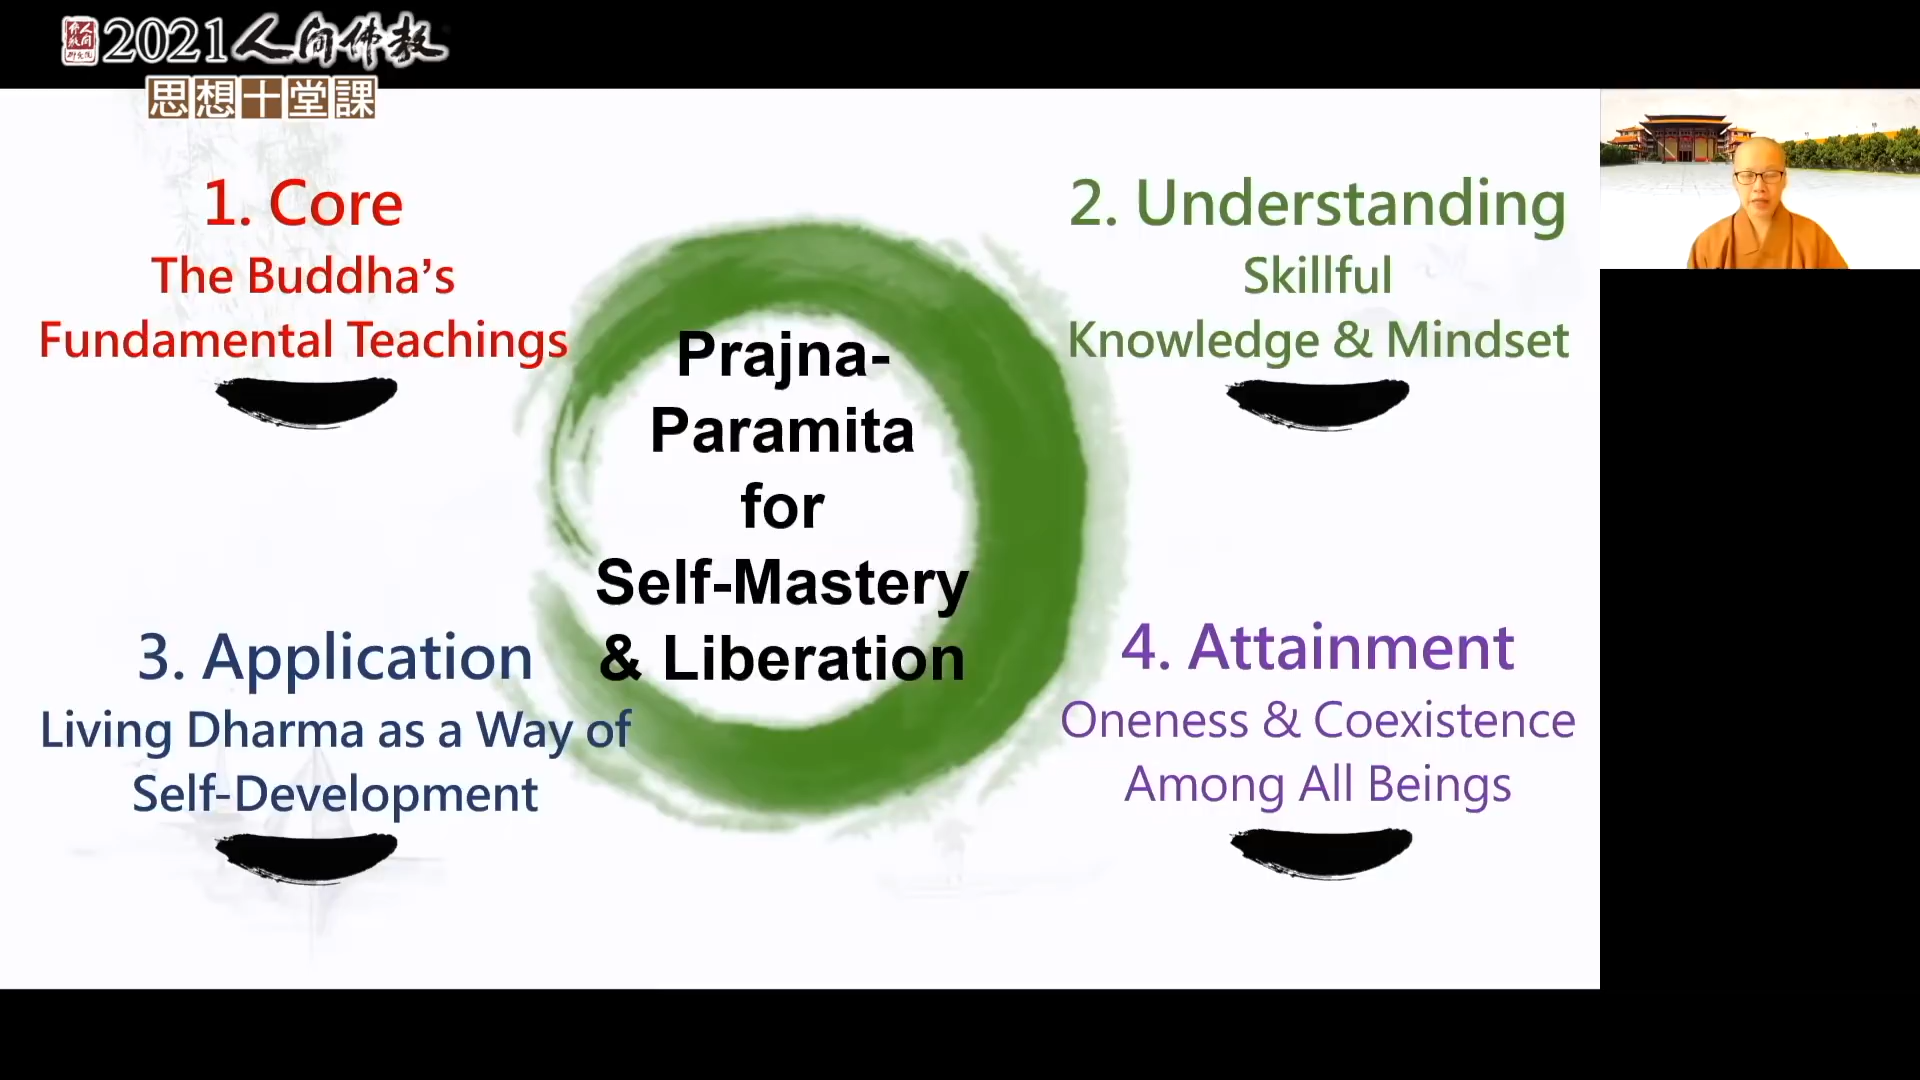 2021人间佛教
思想十堂課
1. Core
The Buddha's
Fundamental Teachings
2. Understanding
Skillful
Knowledge & Mindset
Prajna-
Paramita
for
Self-Mastery
& Liberation
3. Application
Living Dharma as a Way of
Self-Development
4. Attainment
Oneness & Coexistence
Among All Beings